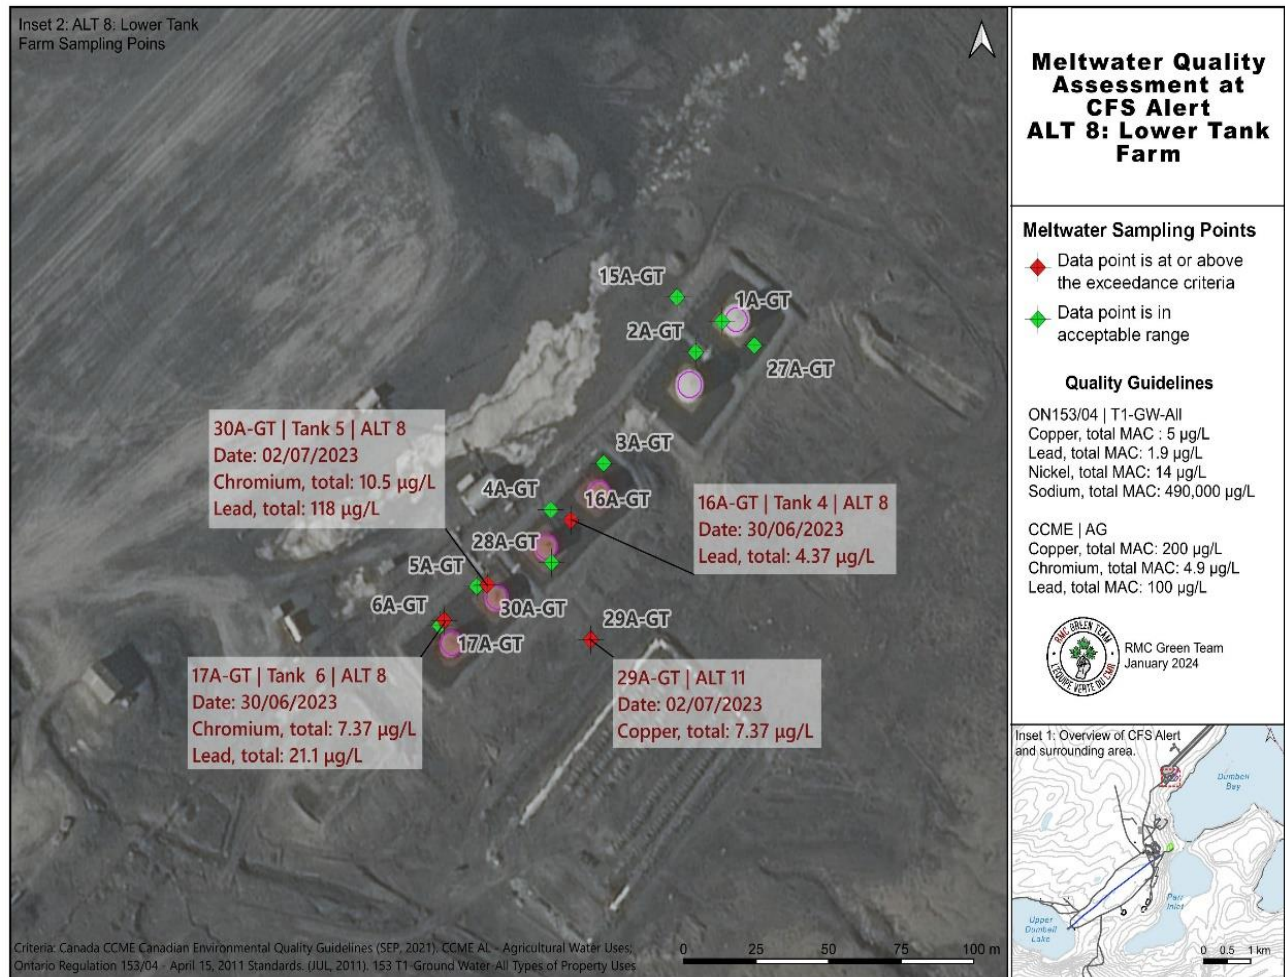 Inset 2: ALT 8: Lower Tank
Farm Sampling Poins
15A-GT
1A-GT
2A-GT
27A-GT
30A-GT | Tank 5 | ALT 8
Date: 02/07/2023
Chromium, total: 10.5 µg/L
Lead, total: 118 µg/L
3A-GT
4A-GT
16A-GT
16A-GT | Tank 4 | ALT 8
Date: 30/06/2023
Lead, total: 4.37 µg/L
28A-GT
5A-GT
30A-GT
6A-GT
29A-GT
17A-GT
17A-GT | Tank 6 | ALT 8
Date: 30/06/2023
Chromium, total: 7.37 µg/L
Lead, total: 21.1 µg/L
29A-GT | ALT 11
Date: 02/07/2023
Copper, total: 7.37 µg/L
Criteria: Canada CCME Canadian Environmental Quality Guidelines (SEP, 2021). CCME AL - Agricultural Water Uses;
Ontario Regulation 153/04 - April 15, 2011 Standards. (JUL, 2011). 153 T1-Ground Water-All Types of Property Uses
0 25 50 75 100 m
Meltwater Quality
Assessment at
CFS Alert
ALT 8: Lower Tank
Farm
Meltwater Sampling Points
Data point is at or above
the exceedance criteria
Data point is in
acceptable range
Quality Guidelines
ON153/04 | T1-GW-All
Copper, total MAC : 5 µg/L
Lead, total MAC: 1.9 µg/L
Nickel, total MAC: 14 µg/L
Sodium, total MAC: 490,000 µg/L
CCME | AG
Copper, total MAC: 200 µg/L
Chromium, total MAC: 4.9 µg/L
Lead, total MAC: 100 µg/L
RMC GREEN TEAM
L'ÉQUIPE VERTE DU CMR
RMC Green Team
January 2024
Inset 1: Overview of CFS Alert
and surrounding area.
Dumbell
Bay
Parr
Inlet
Upper
Dumbell
Lake
0 0.5 1 km